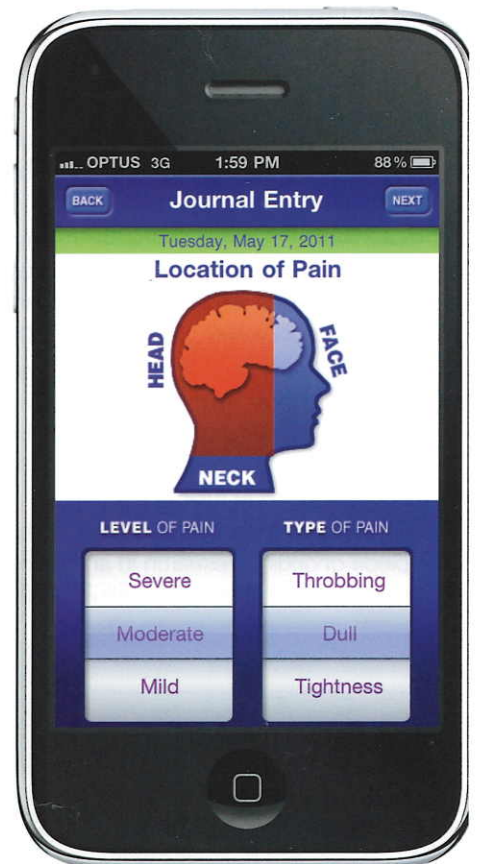 OPTUS 3G 1:59 PM 88%
BACK Journal Entry NEXT
Tuesday, May 17, 2011
Location of Pain
HEAD
FACE
NECK
LEVEL OF PAIN TYPE OF PAIN
Severe Throbbing
Moderate Dull
Mild Tightness